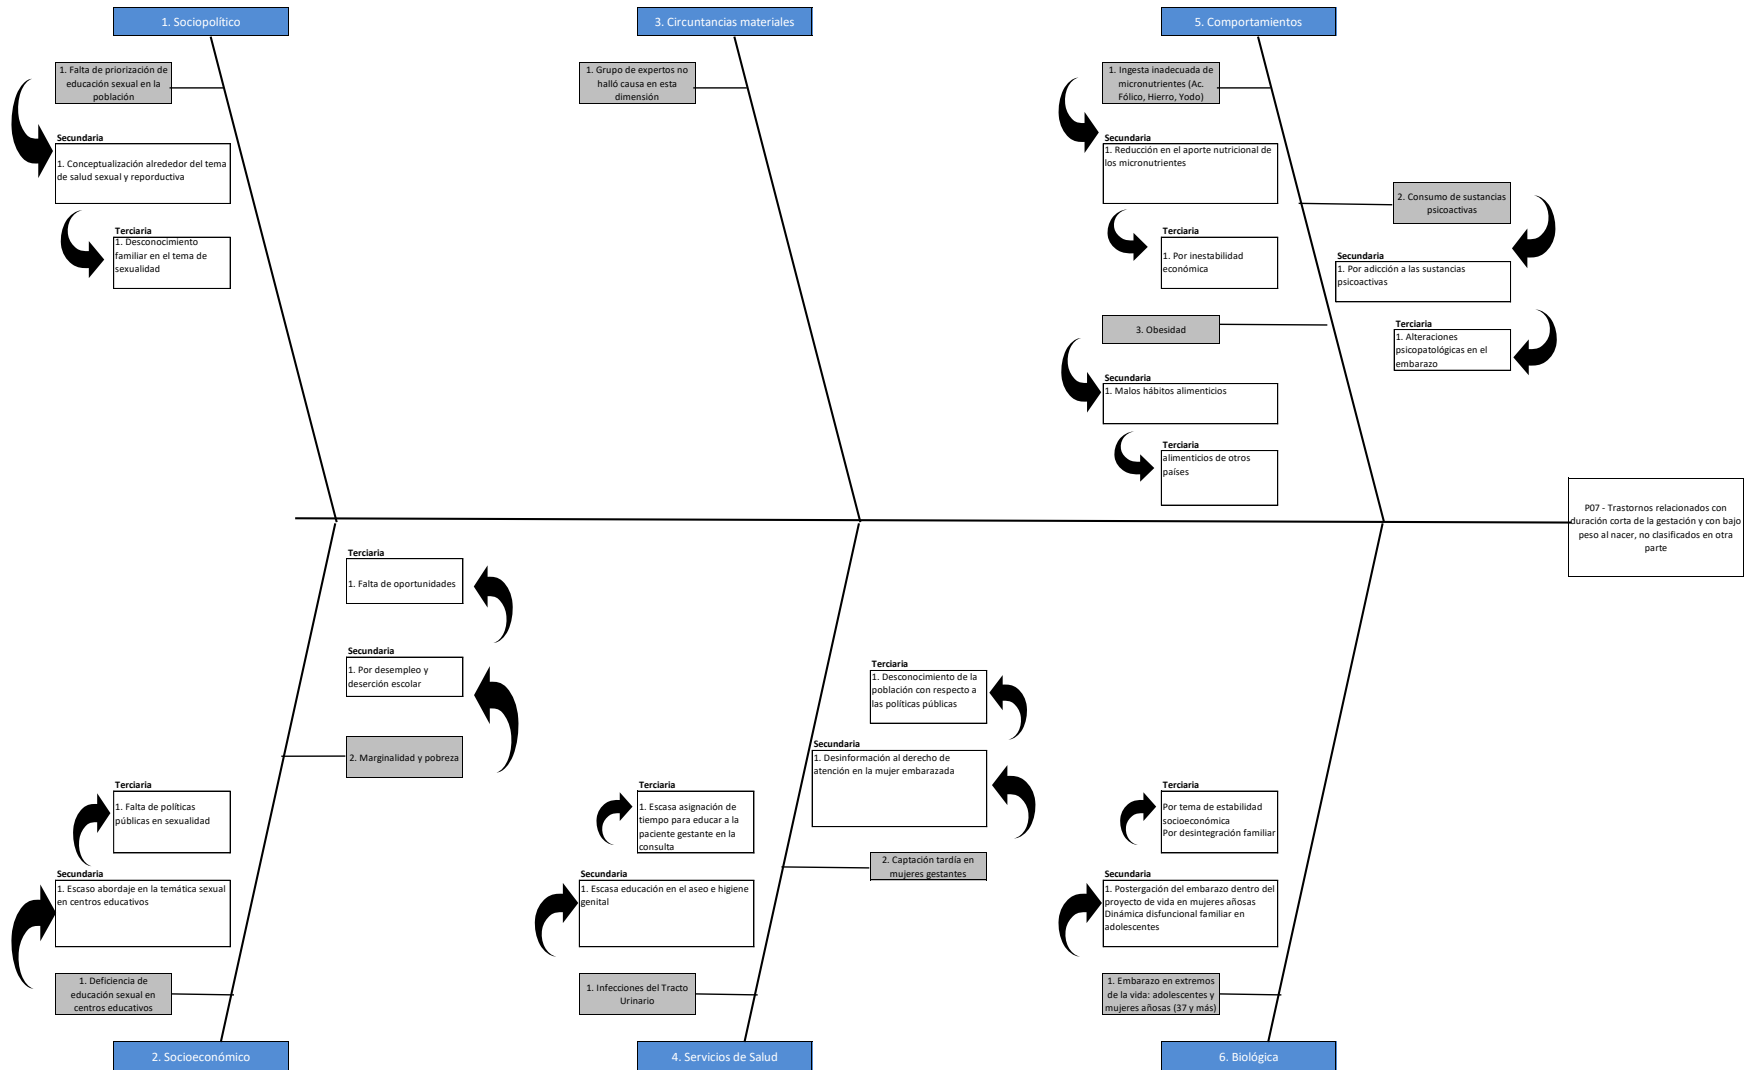 1. Sociopolítico
3. Circuntancias materiales
5. Comportamientos
1. Falta de priorización de
educación sexual en la
población
Secundaria
1. Conceptualización alrededor del tema
de salud sexual y reporductiva
Terciaria
1. Desconocimiento
familiar en el tema de
sexualidad
1. Grupo de expertos no
halló causa en esta
dimensión
1. Ingesta inadecuada de
micronutrientes (Ac.
Fólico, Hierro, Yodo)
Secundaria
1. Reducción en el aporte nutricional de
los micronutrientes
Terciaria
1. Por inestabilidad
económica
2. Consumo de sustancias
psicoactivas
Secundaria
1. Por adicción a las sustancias
psicoactivas
Terciaria
1. Alteraciones
psicopatológicas en el
embarazo
3. Obesidad
Secundaria
1. Malos hábitos alimenticios
Terciaria
alimenticios de otros
países
P07 - Trastornos relacionados con
duración corta de la gestación y con bajo
peso al nacer, no clasificados en otra
parte
Terciaria
1. Falta de oportunidades
Secundaria
1. Por desempleo y
deserción escolar
2. Marginalidad y pobreza
Terciaria
1. Falta de políticas
públicas en sexualidad
Secundaria
1. Escaso abordaje en la temática sexual
en centros educativos
1. Deficiencia de
educación sexual en
centros educativos
Terciaria
1. Desconocimiento de la
población con respecto a
las políticas públicas
Secundaria
1. Desinformación al derecho de
atención en la mujer embarazada
2. Captación tardía en
mujeres gestantes
Terciaria
1. Escasa asignación de
tiempo para educar a la
paciente gestante en la
consulta
Secundaria
1. Escasa educación en el aseo e higiene
genital
1. Infecciones del Tracto
Urinario
Terciaria
Por tema de estabilidad
socioeconómica
Por desintegración familiar
Secundaria
1. Postergación del embarazo dentro del
proyecto de vida en mujeres añosas
Dinámica disfuncional familiar en
adolescentes
1. Embarazo en extremos
de la vida: adolescentes y
mujeres añosas (37 y más)
2. Socioeconómico
4. Servicios de Salud
6. Biológica